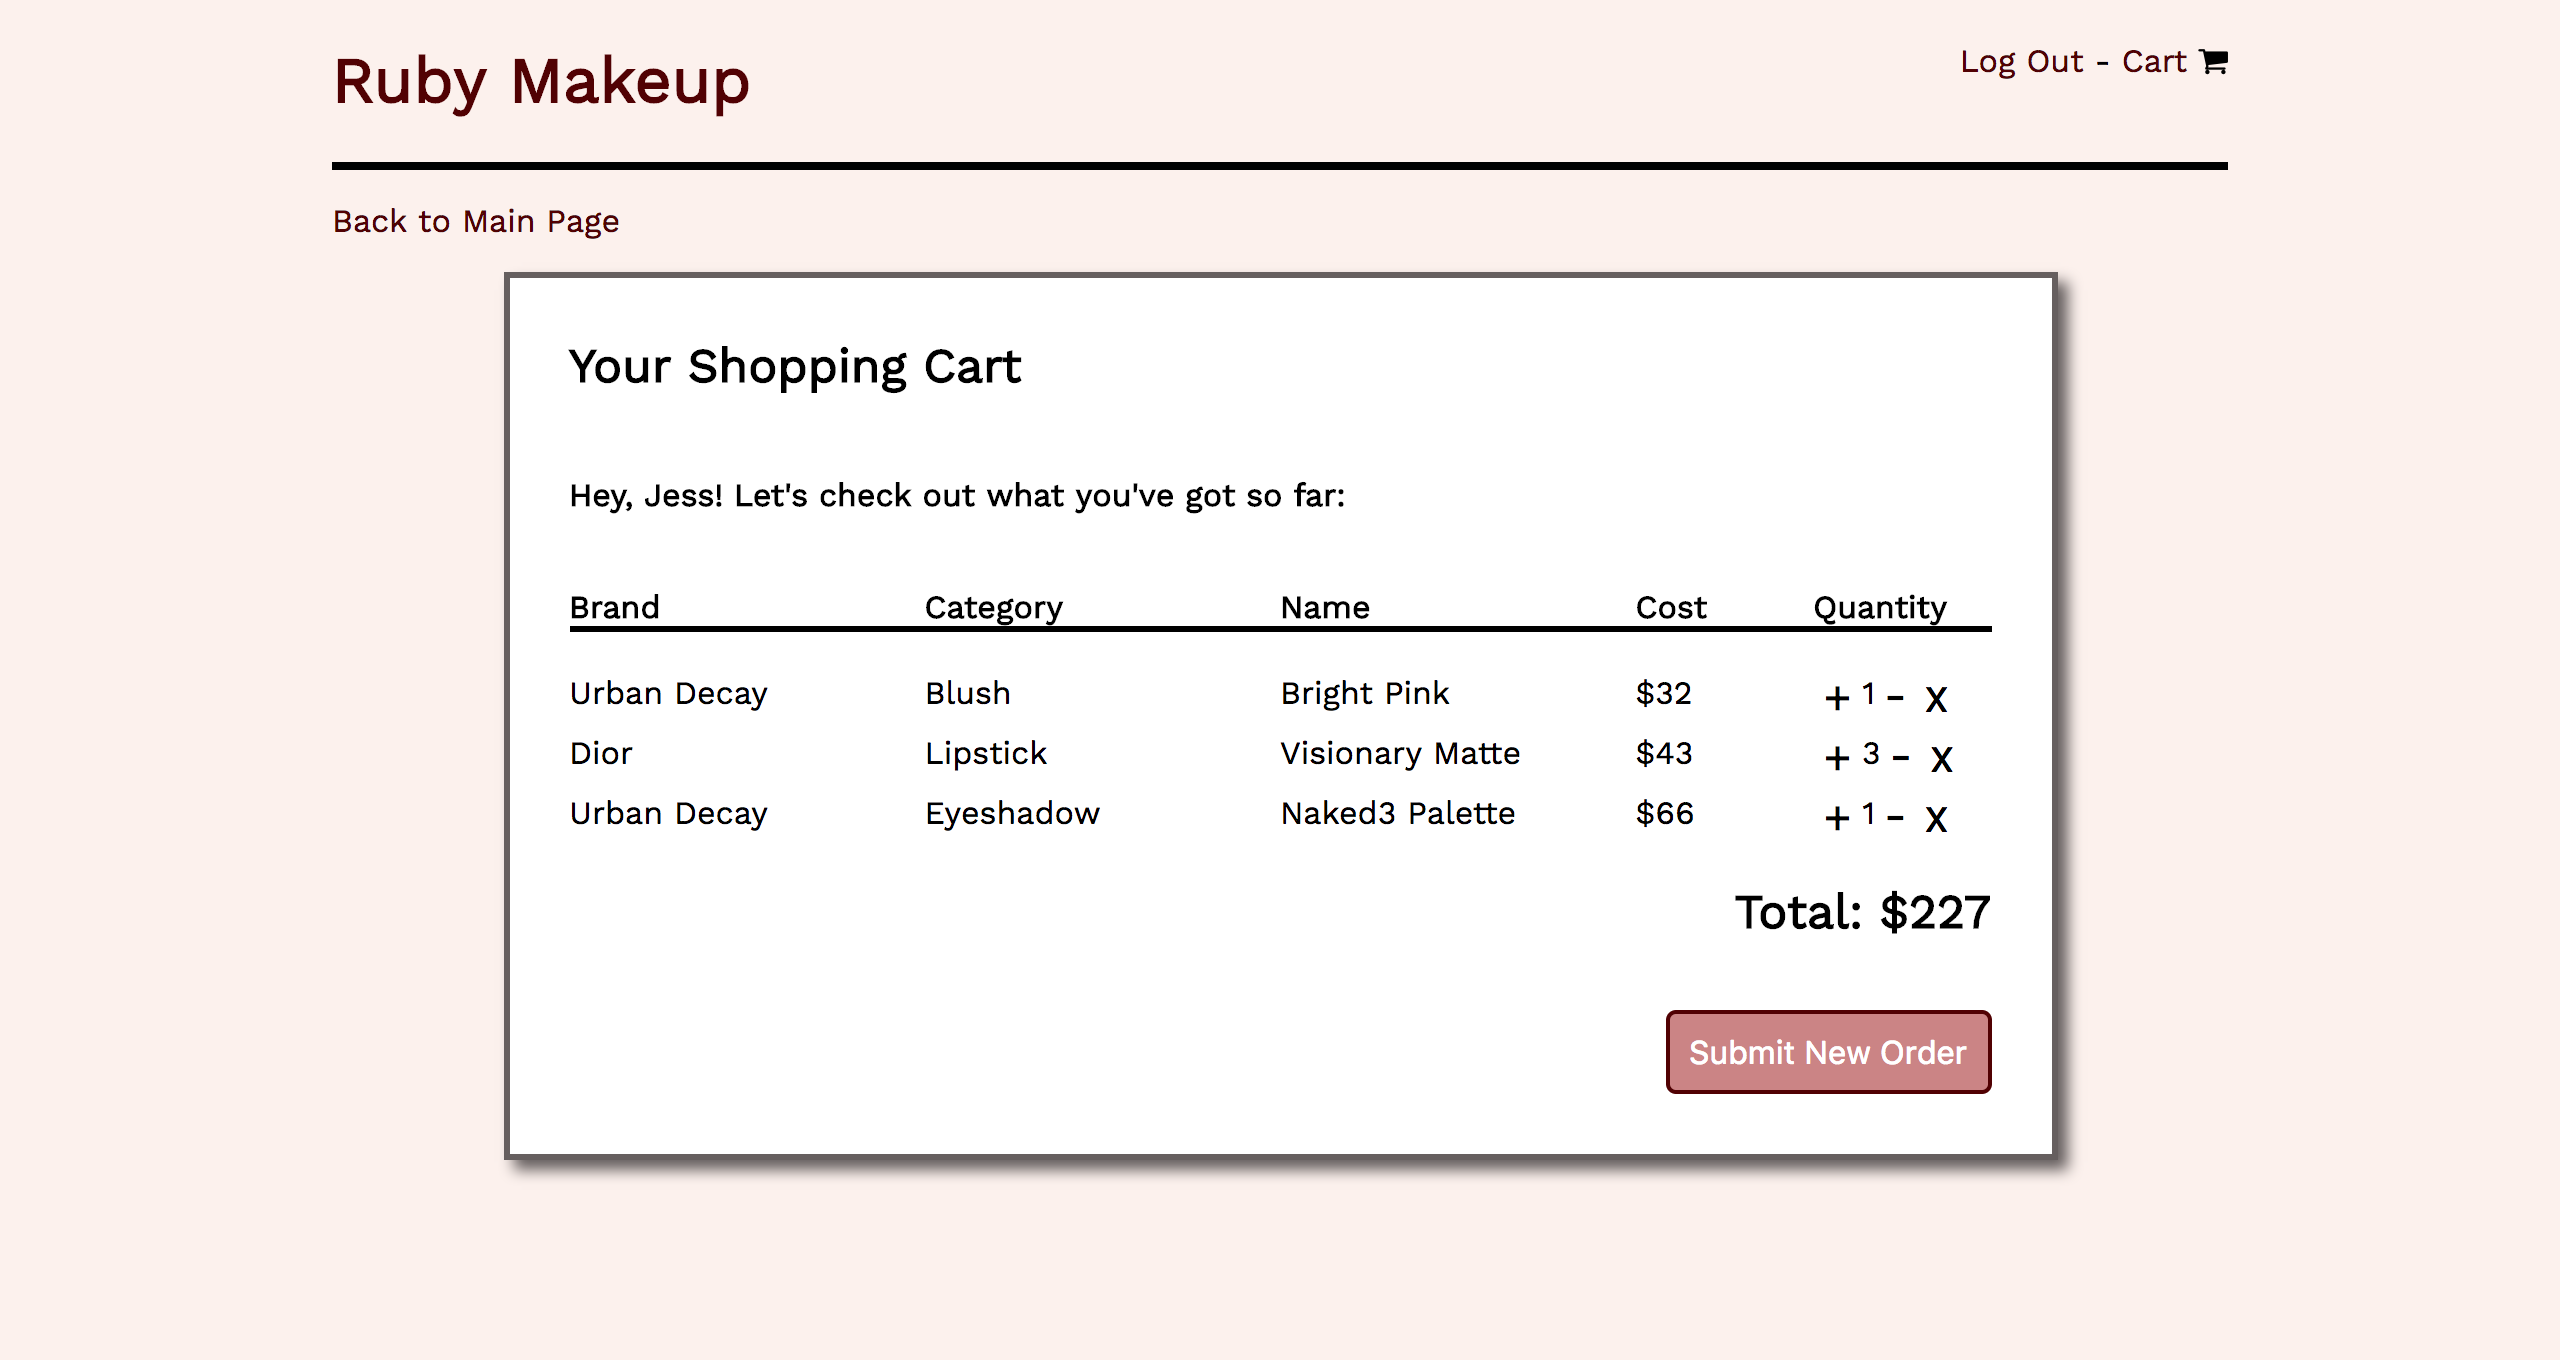 Ruby Makeup
Log Out - Cart
Back to Main Page
Your Shopping Cart
Hey, Jess! Let's check out what you've got so far:
Brand Category Name Cost Quantity
Urban Decay Blush Bright Pink $32 + 1 - X
Dior Lipstick Visionary Matte $43 + 3 - X
Urban Decay Eyeshadow Naked3 Palette $66 + 1 - X
Total: $227
Submit New Order